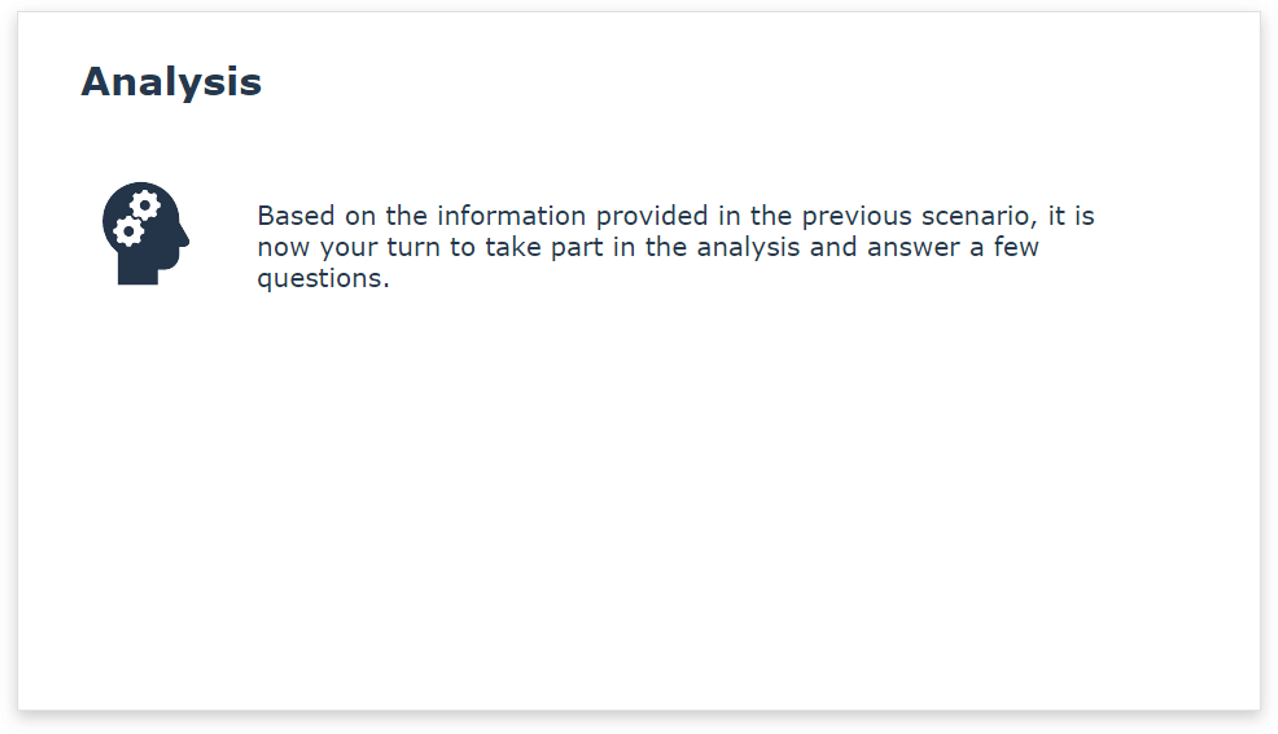 Analysis
Based on the information provided in the previous scenario, it is
now your turn to take part in the analysis and answer a few
questions.